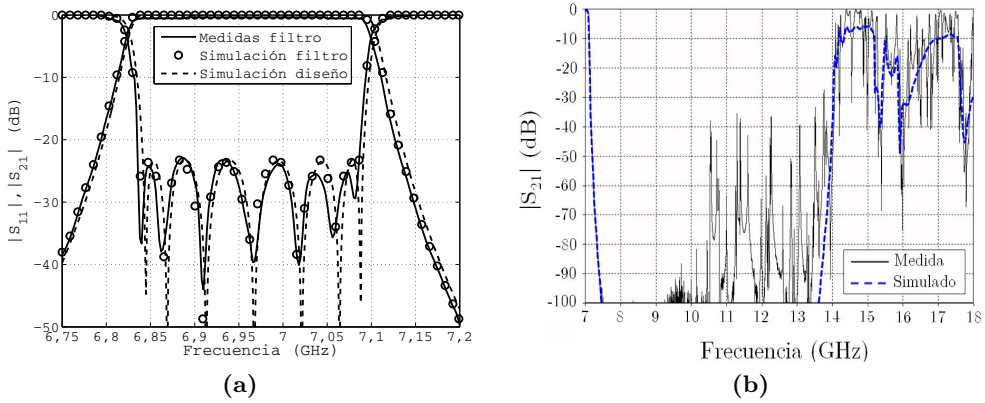 |S11|,|S21| (dB)
0
−10
−20
−30
−40
−50
Medidas filtro
Simulación filtro
Simulación diseño
6,75 6,8 6,85 6,9 6,95 7 7,05 7,1 7,15 7,2
Frecuencia (GHz)
(a)
|S21| (dB)
0
-10
-20
-30
-40
-50
-60
-70
-80
-90
-100
Medida
Simulado
7 8 9 10 11 12 13 14 15 16 17 18
Frecuencia (GHz)
(b)